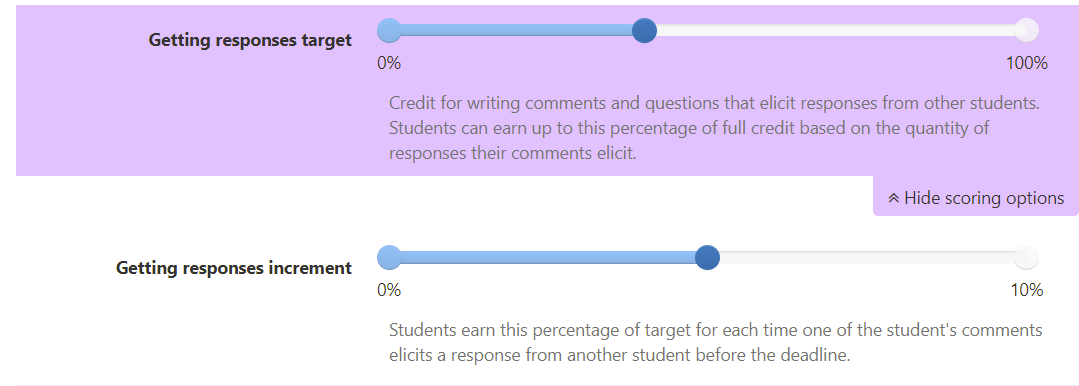 Getting responses target
0%
100%
Credit for writing comments and questions that elicit responses from other students.
Students can earn up to this percentage of full credit based on the quantity of
responses their comments elicit.
Hide scoring options
Getting responses increment
0%
10%
Students earn this percentage of target for each time one of the student's comments
elicits a response from another student before the deadline.